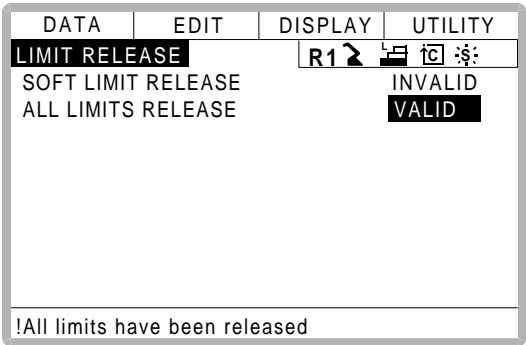 DATA EDIT DISPLAY UTILITY
LIMIT RELEASE R1 L C S
SOFT LIMIT RELEASE INVALID
ALL LIMITS RELEASE VALID
!All limits have been released